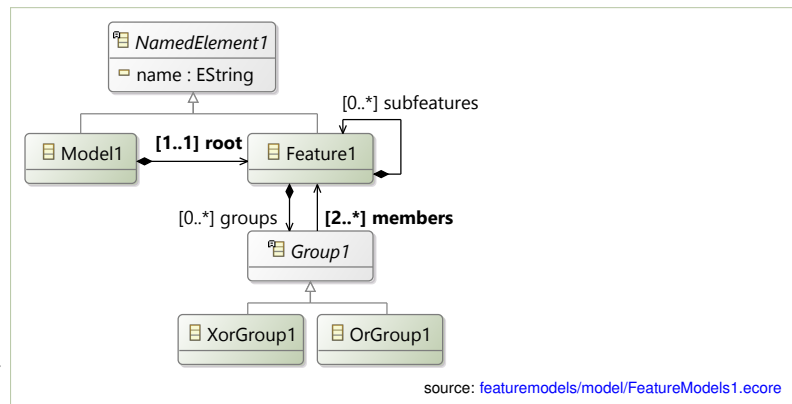 NamedElement1
name : EString
[0..*] subfeatures
Model1
[1..1] root
Feature1
[0..*] groups
[2..*] members
Group1
XorGroup1
OrGroup1
source: featuremodels/model/FeatureModels1.ecore